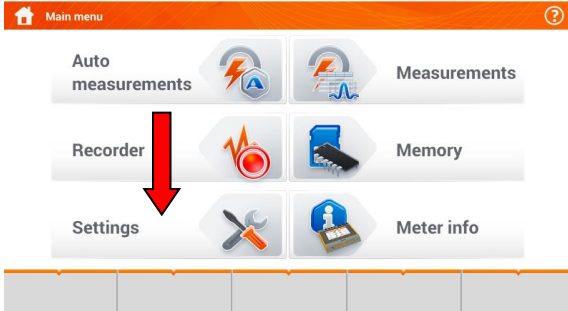 Main menu
?
Auto
measurements
A
Measurements
Recorder
Memory
Settings
i
Meter info